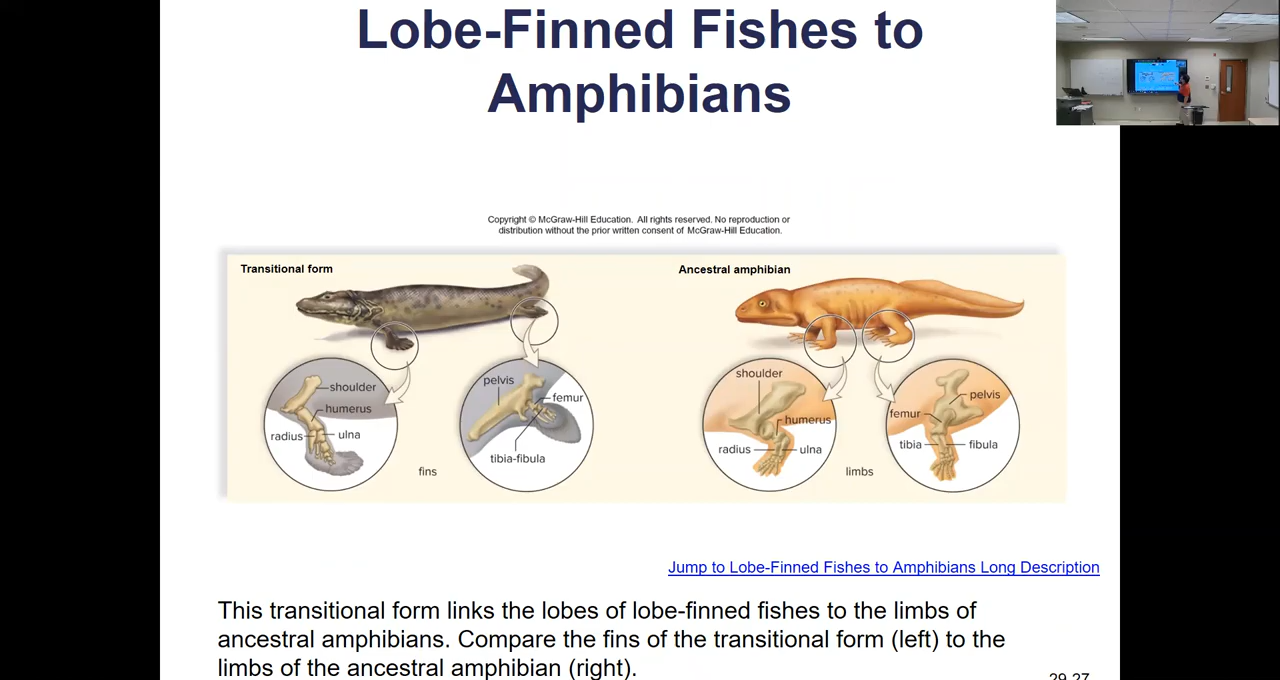 Lobe-Finned Fishes to
Amphibians
Copyright © McGraw-Hill Education. All rights reserved. No reproduction or
distribution without the prior written consent of McGraw-Hill Education.
Transitional form
shoulder
humerus
radius
ulna
fins
pelvis
femur
tibia-fibula
Ancestral amphibian
shoulder
humerus
radius
ulna
limbs
pelvis
femur
tibia
fibula
Jump to Lobe-Finned Fishes to Amphibians Long Description
This transitional form links the lobes of lobe-finned fishes to the limbs of
ancestral amphibians. Compare the fins of the transitional form (left) to the
limbs of the ancestral amphibian (right).
29.27